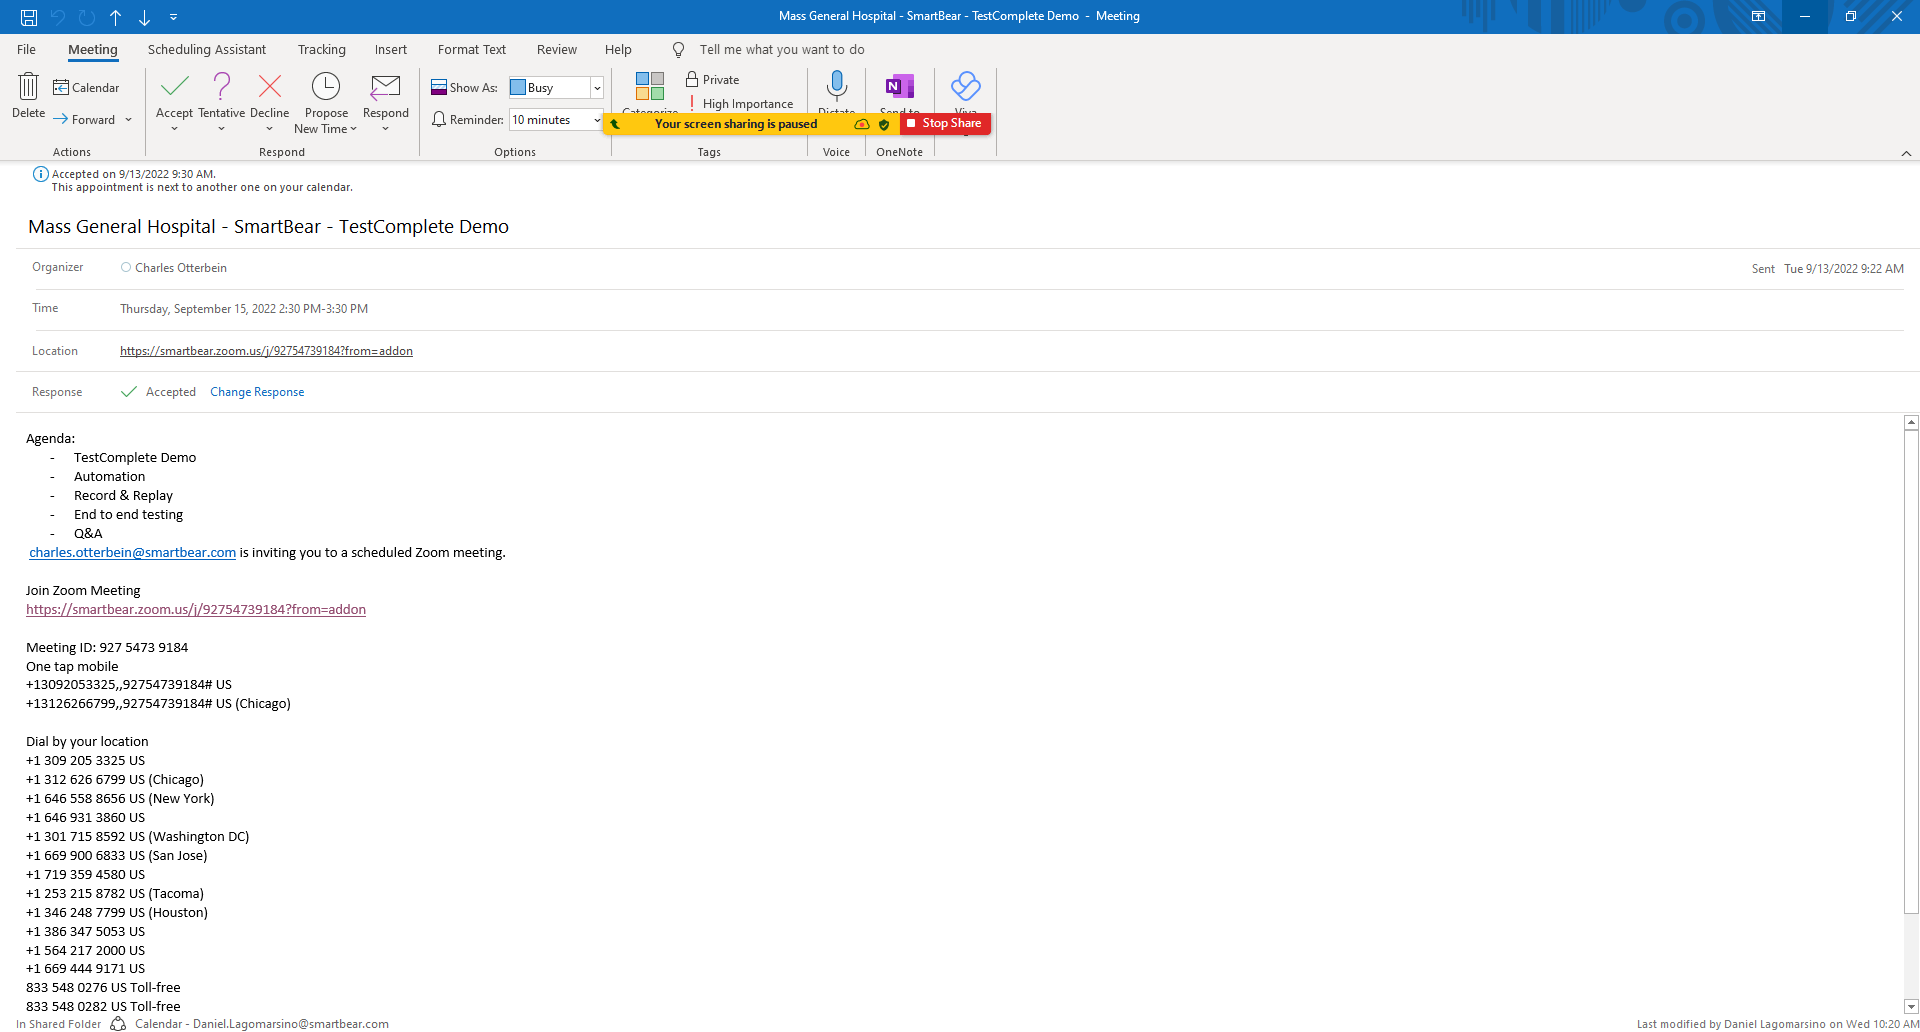 Mass General Hospital - SmartBear - TestComplete Demo - Meeting
File Meeting Scheduling Assistant Tracking Insert Format Text Review Help Tell me what you want to do
Delete
Calendar
Forward
Actions
Accept
Tentative
Decline
Propose
New Time
Respond
Respond
Show As: Busy
Reminder: 10 minutes
Options
Categorize
Private
High Importance
Tags
Dictate
Voice
Send to
OneNote
Viva
Your screen sharing is paused
Stop Share
Accepted on 9/13/2022 9:30 AM.
This appointment is next to another one on your calendar.
Mass General Hospital - SmartBear - TestComplete Demo
Organizer Charles Otterbein Sent Tue 9/13/2022 9:22 AM
Time Thursday, September 15, 2022 2:30 PM-3:30 PM
Location https://smartbear.zoom.us/j/92754739184?from=addon
Response Accepted Change Response
Agenda:
- TestComplete Demo
- Automation
- Record & Replay
- End to end testing
- Q&A
charles.otterbein@smartbear.com is inviting you to a scheduled Zoom meeting.
Join Zoom Meeting
https://smartbear.zoom.us/j/92754739184?from=addon
Meeting ID: 927 5473 9184
One tap mobile
+13092053325,,92754739184# US
+13126266799,,92754739184# US (Chicago)
Dial by your location
+1 309 205 3325 US
+1 312 626 6799 US (Chicago)
+1 646 558 8656 US (New York)
+1 646 931 3860 US
+1 301 715 8592 US (Washington DC)
+1 669 900 6833 US (San Jose)
+1 719 359 4580 US
+1 253 215 8782 US (Tacoma)
+1 346 248 7799 US (Houston)
+1 386 347 5053 US
+1 564 217 2000 US
+1 669 444 9171 US
833 548 0276 US Toll-free
833 548 0282 US Toll-free
In Shared Folder Calendar - Daniel.Lagomarsino@smartbear.com Last modified by Daniel Lagomarsino on Wed 10:20 AM